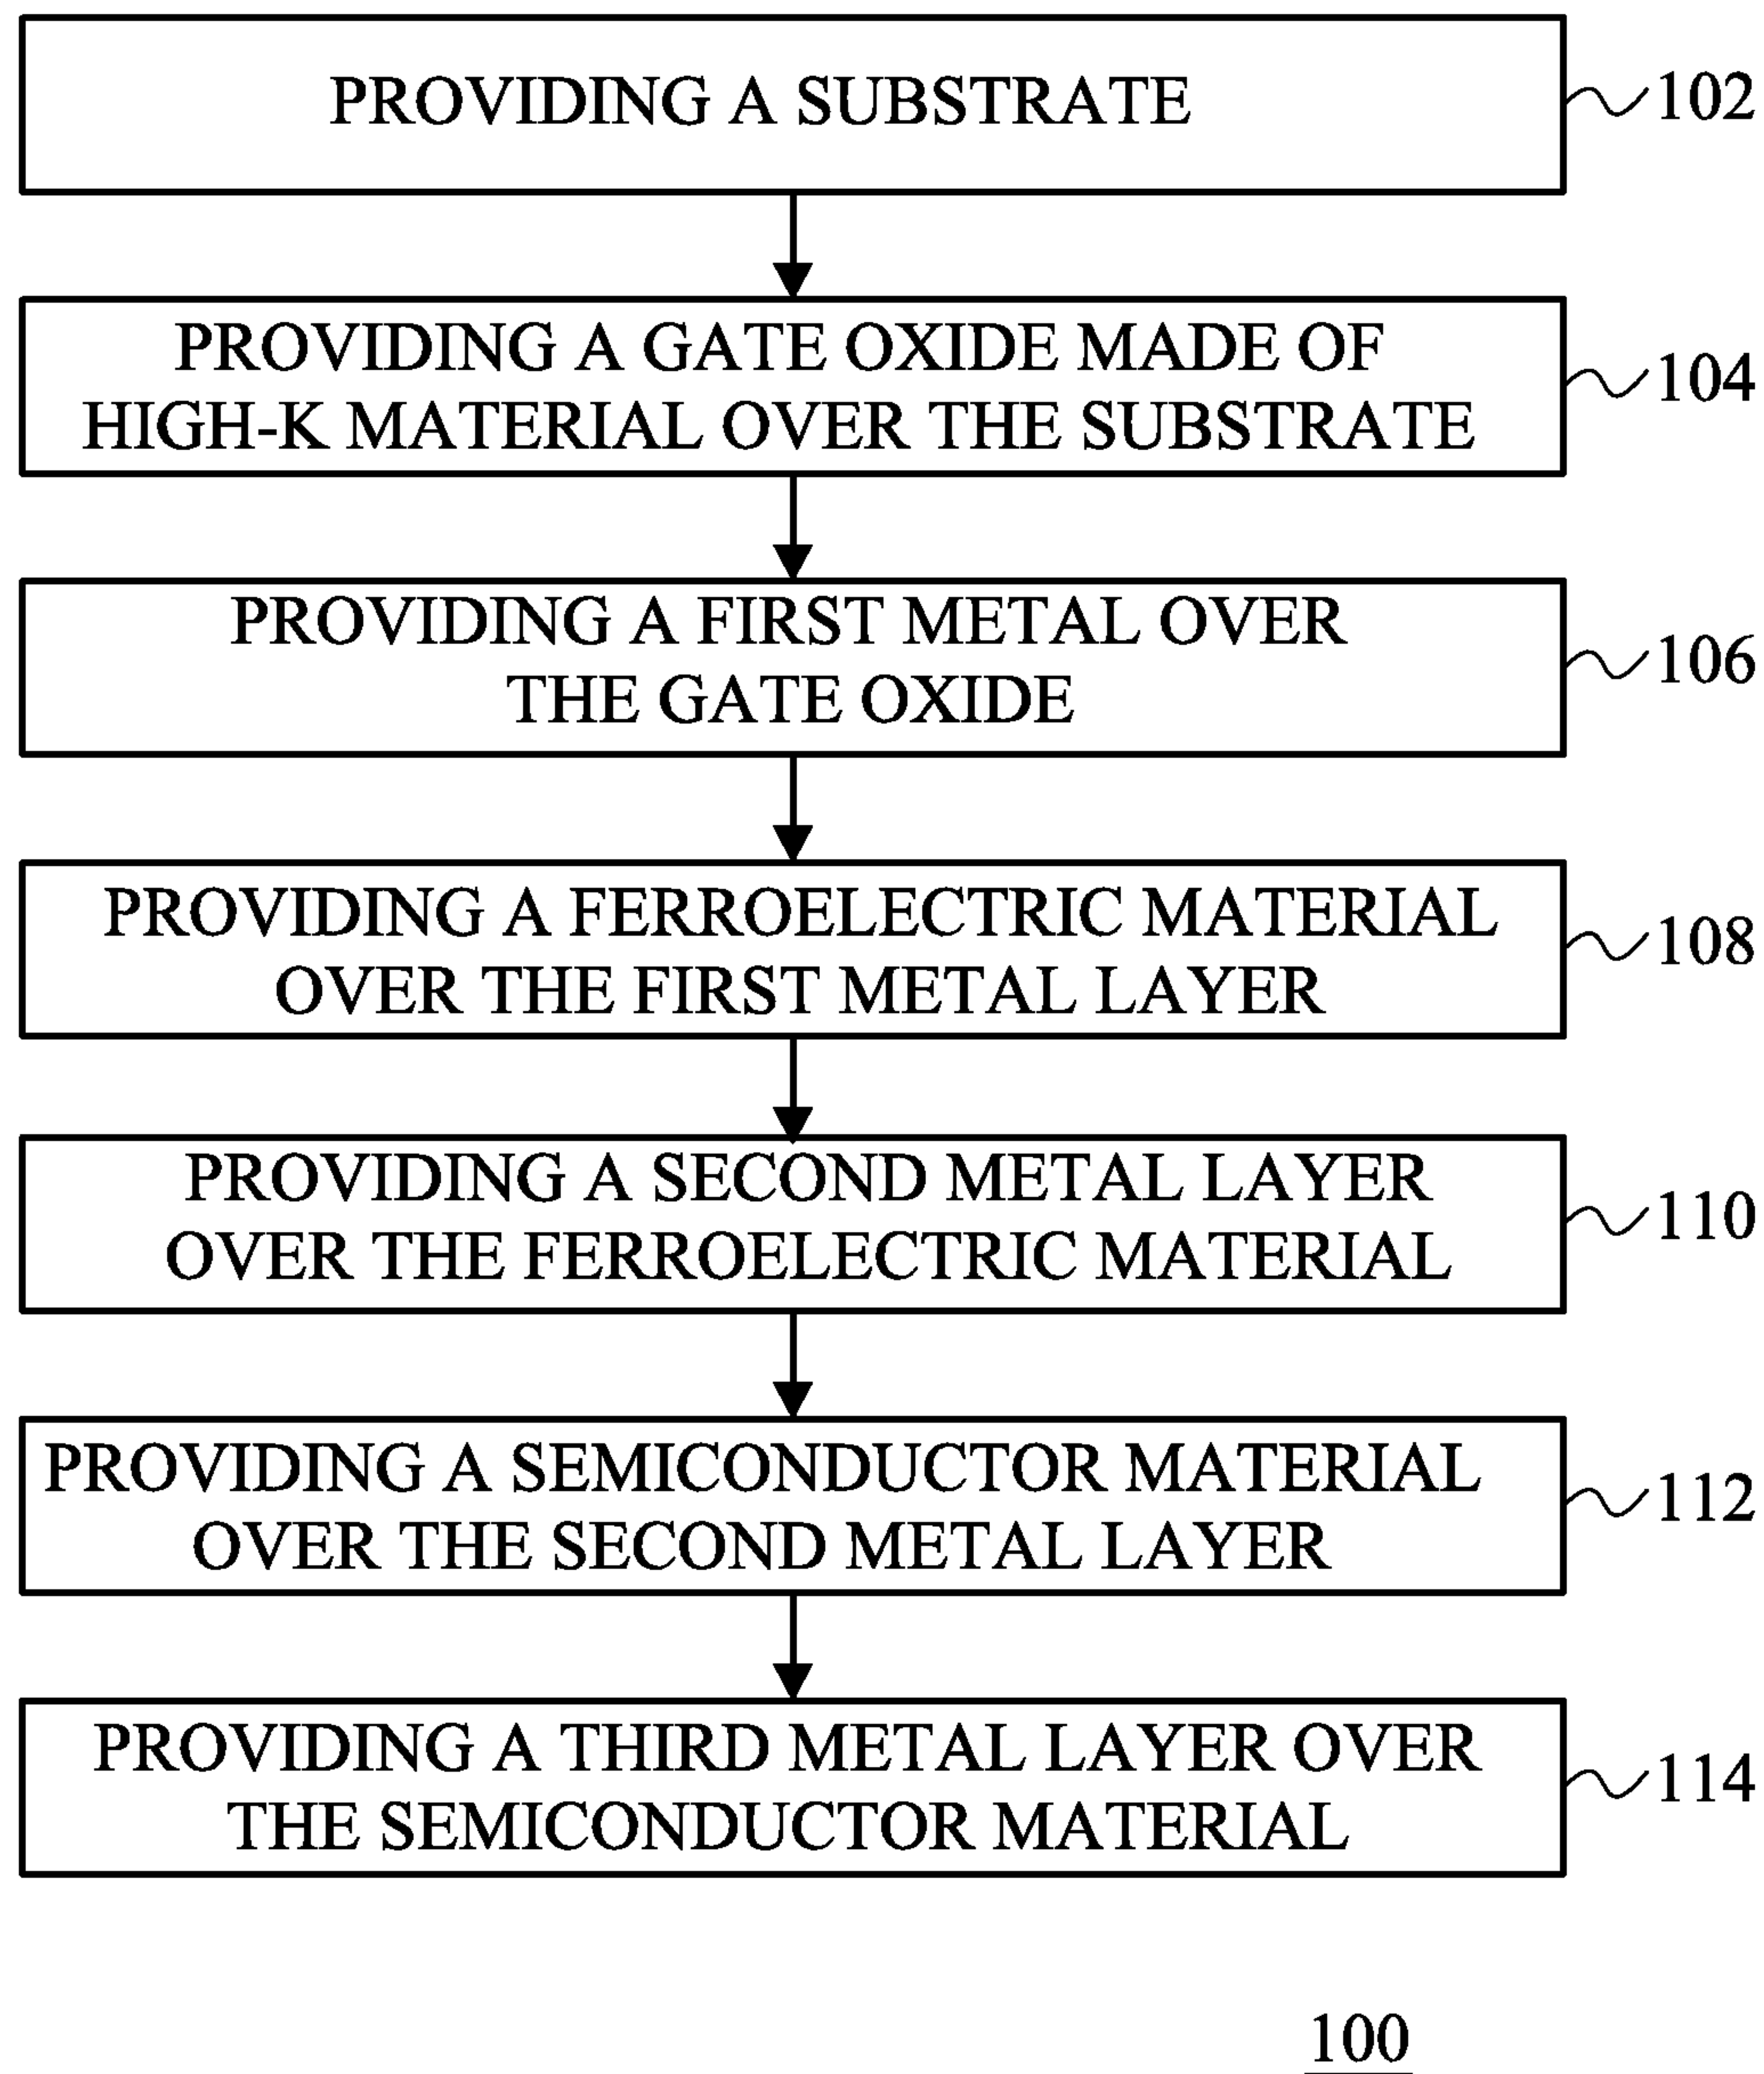 PROVIDING A SUBSTRATE
102
PROVIDING A GATE OXIDE MADE OF
HIGH-K MATERIAL OVER THE SUBSTRATE
104
PROVIDING A FIRST METAL OVER
THE GATE OXIDE
106
PROVIDING A FERROELECTRIC MATERIAL
OVER THE FIRST METAL LAYER
108
PROVIDING A SECOND METAL LAYER
OVER THE FERROELECTRIC MATERIAL
110
PROVIDING A SEMICONDUCTOR MATERIAL
OVER THE SECOND METAL LAYER
112
PROVIDING A THIRD METAL LAYER OVER
THE SEMICONDUCTOR MATERIAL
114
100